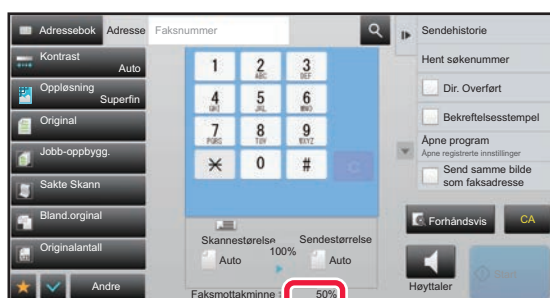 Adressebok
Adresse
Faksnummer
Sendehistorie
Kontrast
Auto
Hent søkenummer
Oppløsning
Superfin
Dir. Overført
Original
Bekreftelsesstempel
Jobb-oppbygg.
Åpne program
Åpne registrerte innstillinger
Sakte Skann
Send samme bilde
som faksadresse
Bland.orginal
Originalantall
Andre
1 2 3
ABC DEF
4 5 6
GHI JKL MNO
7 8 9
PQRS TUV WXYZ
0 #
C
Skannestørelse
Sendestørrelse
100%
Auto
Auto
Faksmottakminne :
50%
Forhåndsvis
CA
Høyttaler
Start